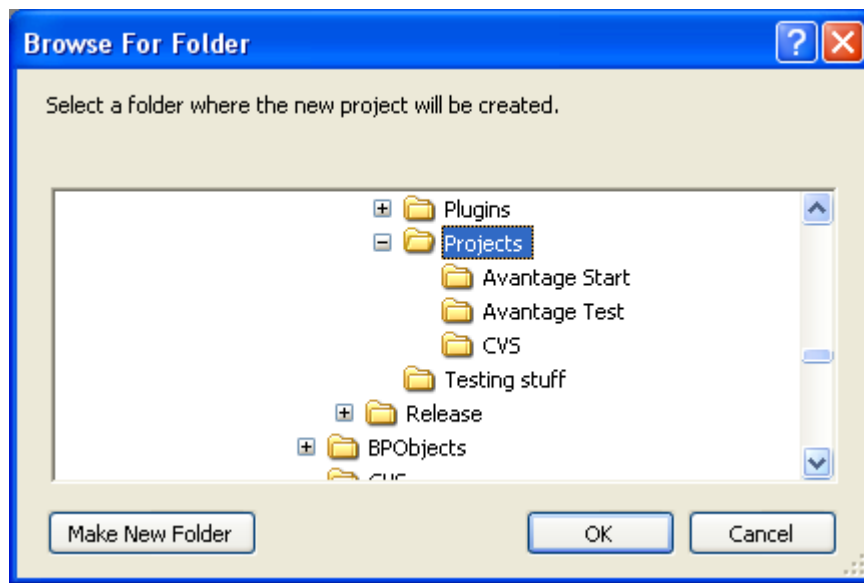 Browse For Folder
Select a folder where the new project will be created.
Plugins
Projects
Avantage Start
Avantage Test
CVS
Testing stuff
Release
BPObjects
Make New Folder
OK
Cancel